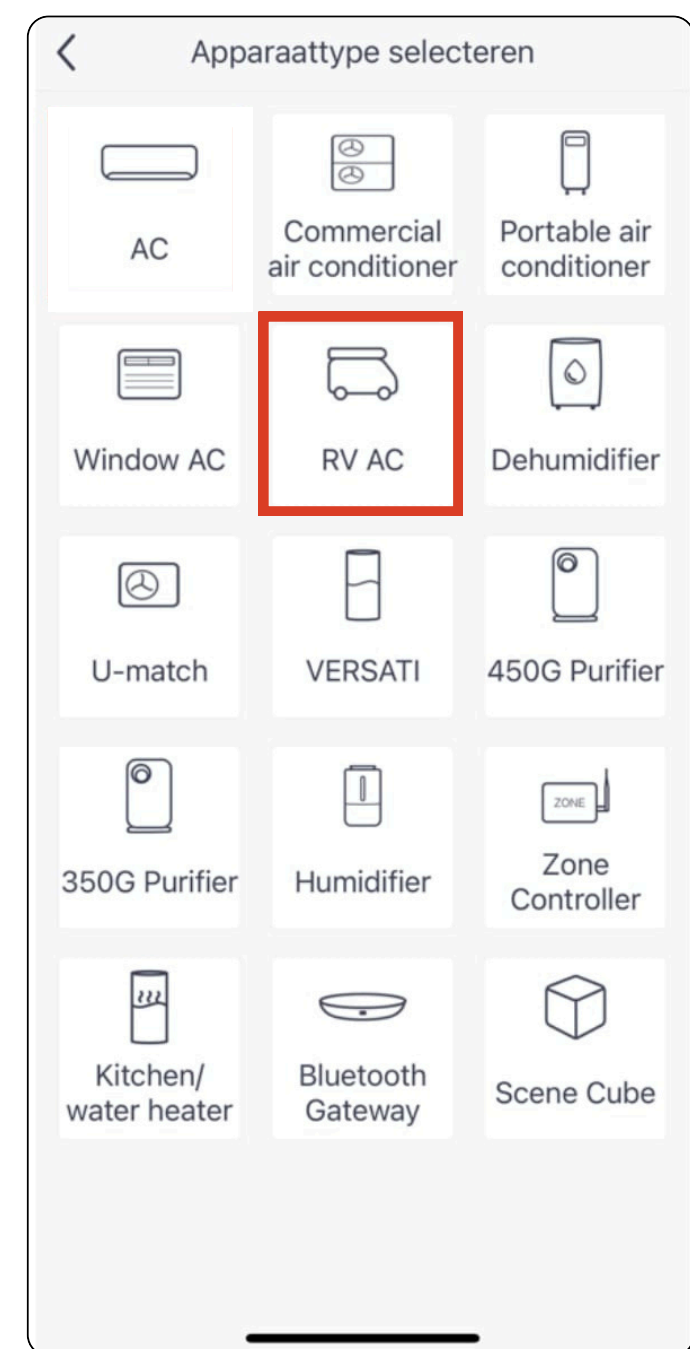 Apparaattype selecteren
AC
Commercial
air conditioner
Portable air
conditioner
Window AC
RV AC
Dehumidifier
U-match
VERSATI
450G Purifier
350G Purifier
Humidifier
ZONE
Zone
Controller
Kitchen/
water heater
Bluetooth
Gateway
Scene Cube